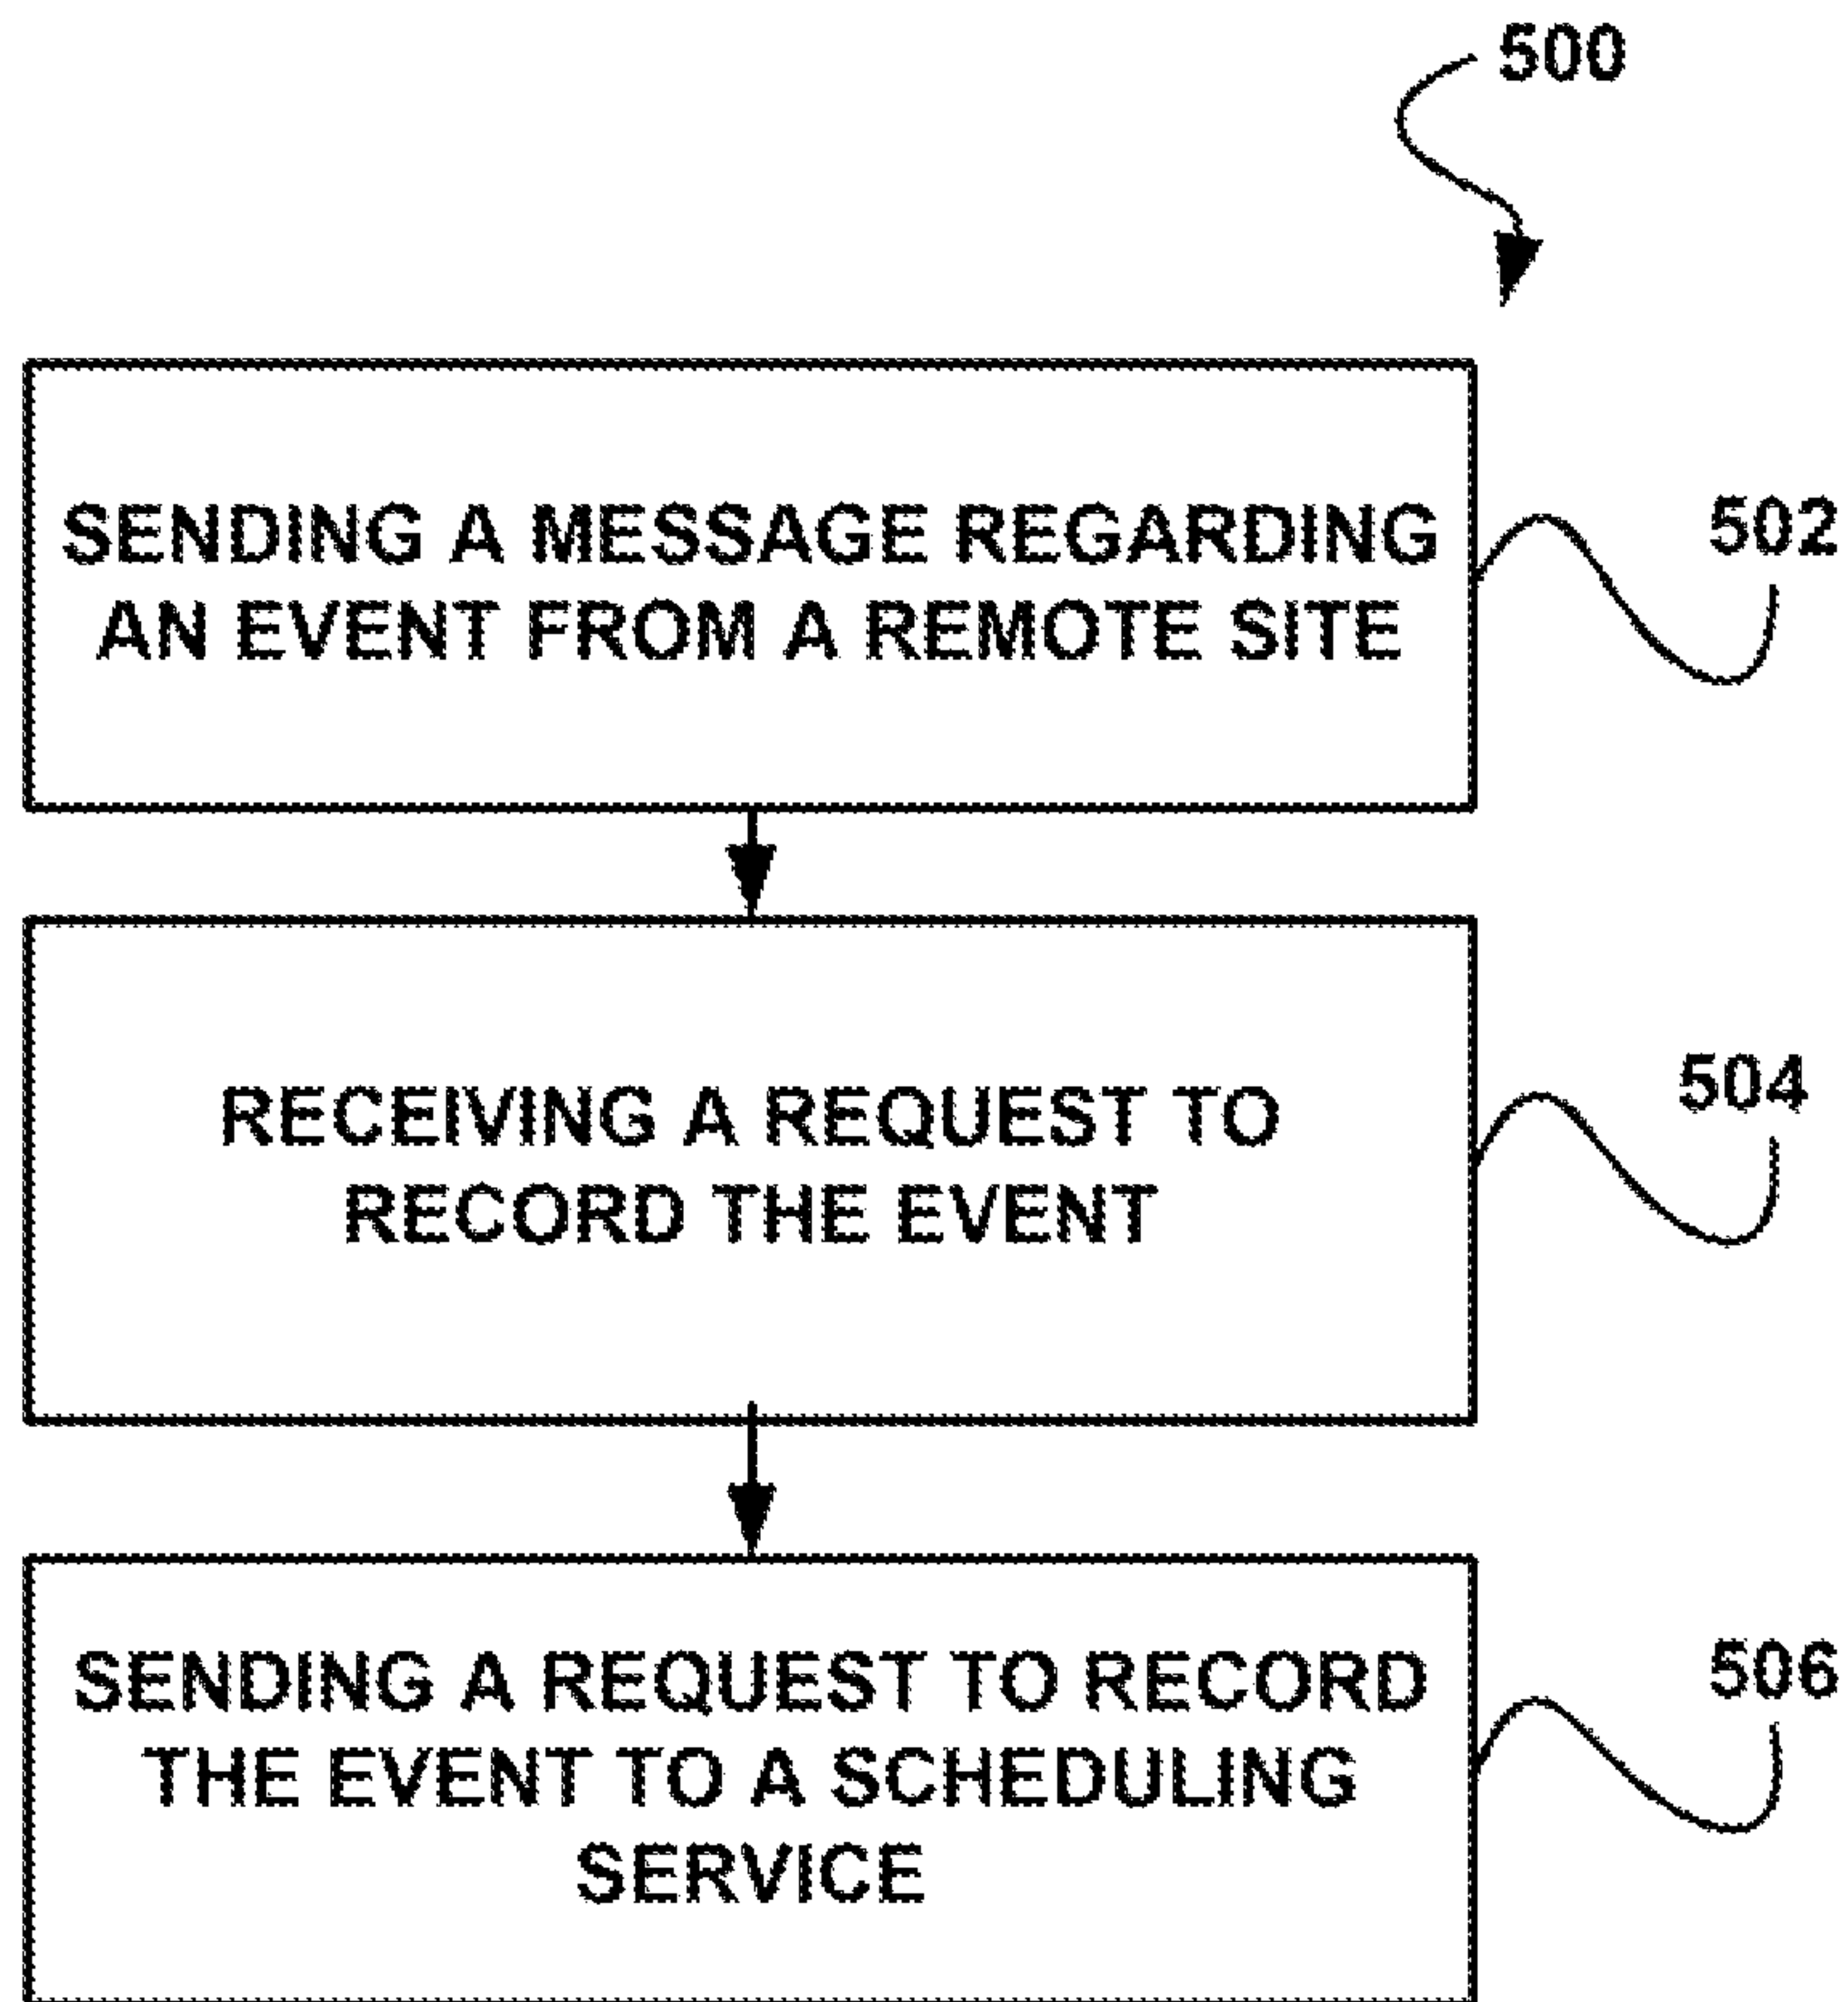 500
SENDING A MESSAGE REGARDING
AN EVENT FROM A REMOTE SITE
502
RECEIVING A REQUEST TO
RECORD THE EVENT
504
SENDING A REQUEST TO RECORD
THE EVENT TO A SCHEDULING
SERVICE
506